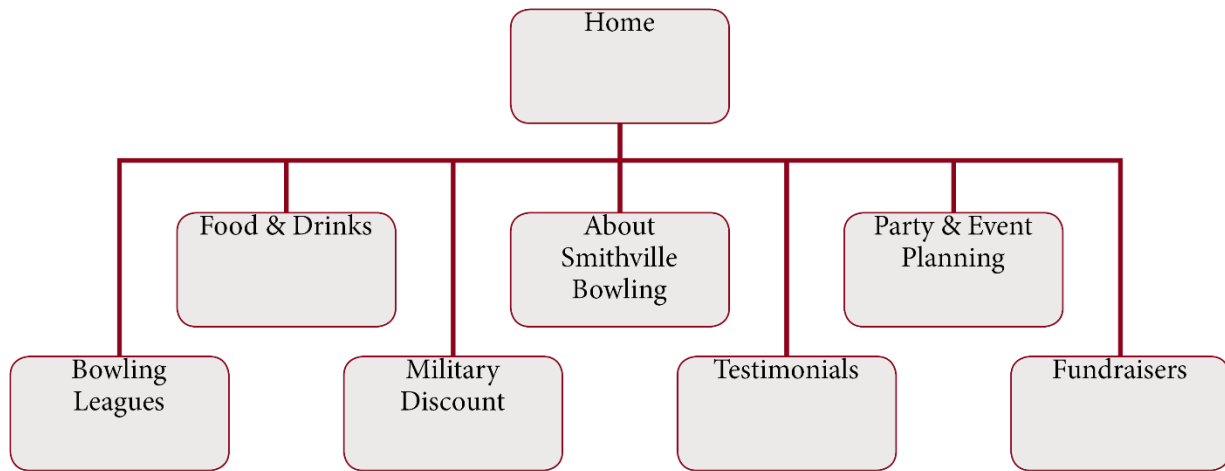 Home
Food & Drinks
About
Smithville
Bowling
Party & Event
Planning
Bowling
Leagues
Military
Discount
Testimonials
Fundraisers